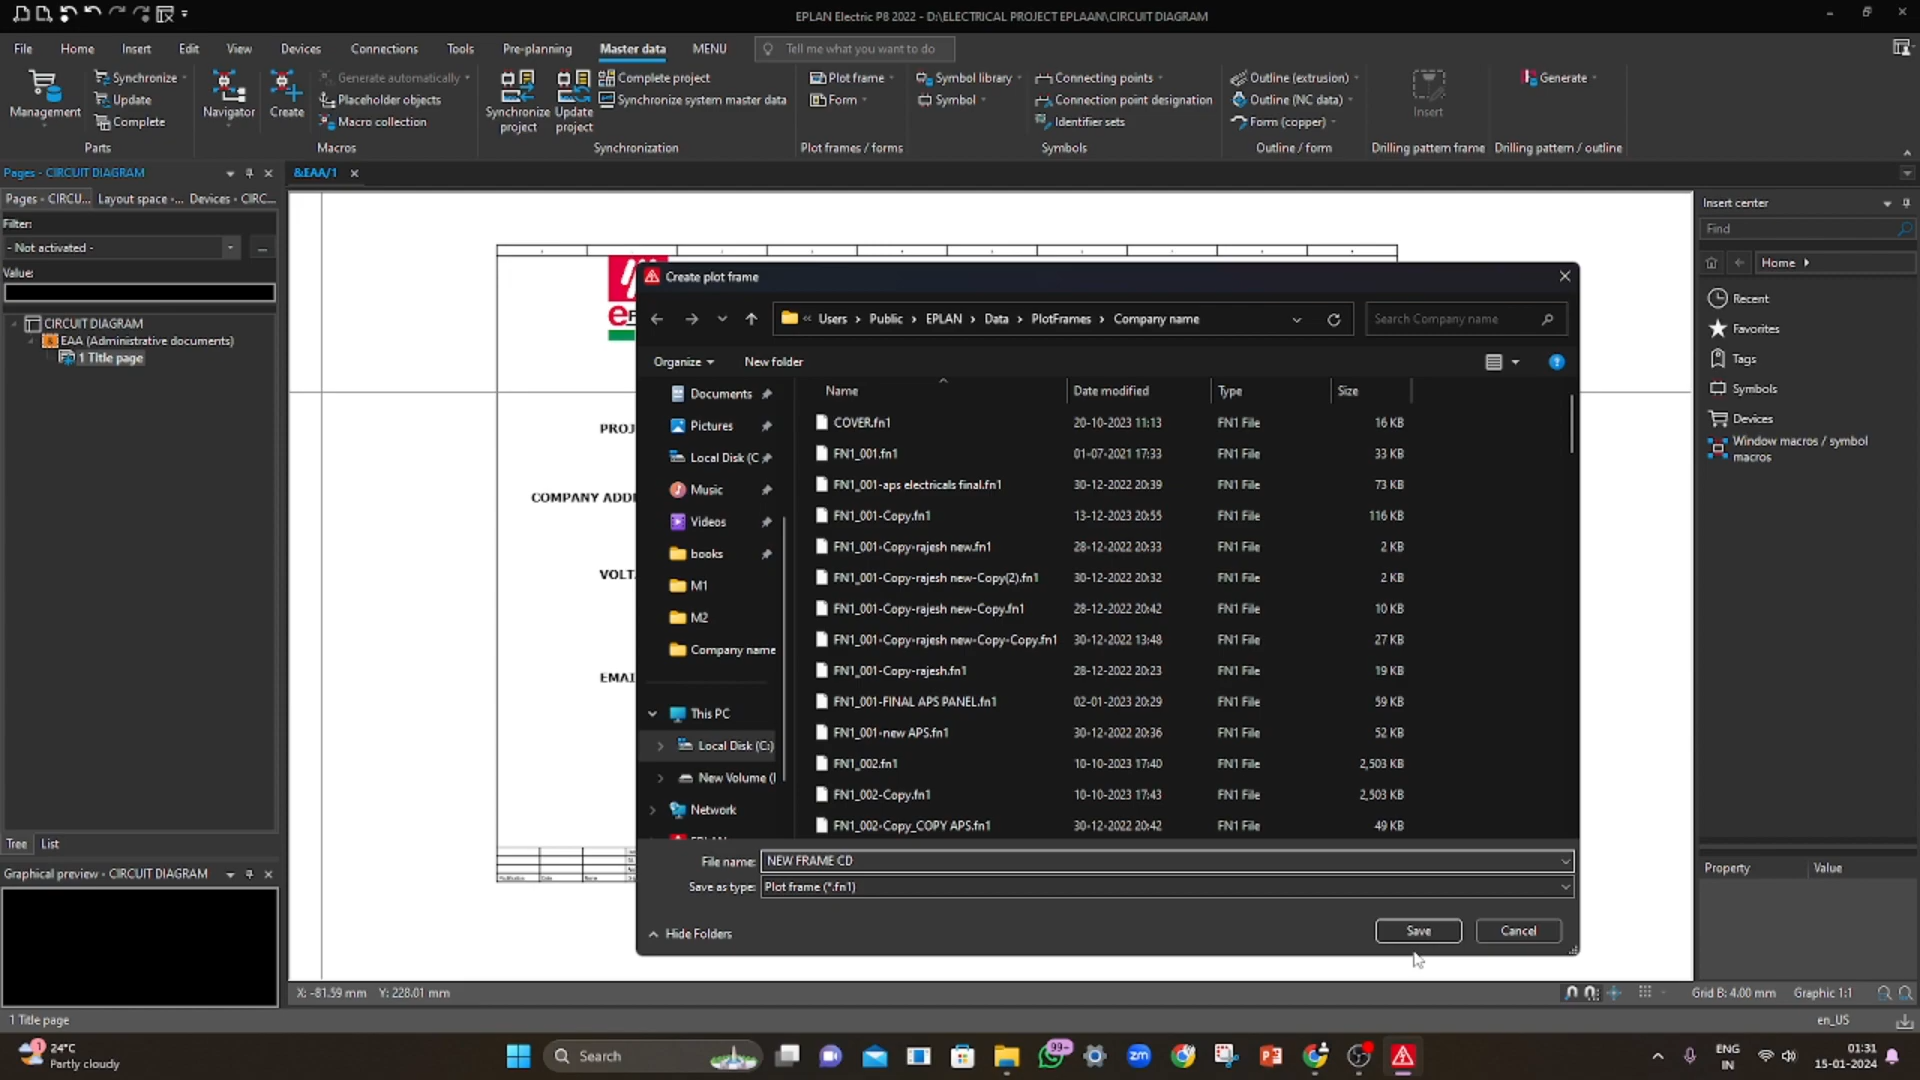 EPLAN Electric P8 2022 - D:\ELECTRICAL PROJECT EPLAAN\CIRCUIT DIAGRAM
File Home Insert Edit View Devices Connections Tools Pre-planning Master data MENU Tell me what you want to do
Management
Synchronize
Update
Complete
Parts
Navigator
Create
Generate automatically
Placeholder objects
Macro collection
Macros
Synchronize project
Update project
Complete project
Synchronize system master data
Synchronization
Plot frame
Form
Plot frames / forms
Symbol library
Symbol
Connecting points
Connection point designation
Identifier sets
Symbols
Outline (extrusion)
Outline (NC data)
Form (copper)
Outline / form
Insert
Drilling pattern frame
Generate
Drilling pattern / outline
Pages - CIRCUIT DIAGRAM
Pages - CIRCU... Layout space -... Devices - CIRC...
Filter:
- Not activated -
...
Value:
CIRCUIT DIAGRAM
EAA (Administrative documents)
1 Title page
Tree List
Graphical preview - CIRCUIT DIAGRAM
&EAA/1
PROJ
COMPANY ADD
VOLT
EMAI
Create plot frame
« Users > Public > EPLAN > Data > PlotFrames > Company name
Search Company name
Organize New folder
Documents
Pictures
Local Disk (C
Music
Videos
books
M1
M2
Company name
This PC
Local Disk (C:)
New Volume (I
Network
Name Date modified Type Size
COVER.fn1 20-10-2023 11:13 FN1 File 16 KB
FN1_001.fn1 01-07-2021 17:33 FN1 File 33 KB
FN1_001-aps electricals final.fn1 30-12-2022 20:39 FN1 File 73 KB
FN1_001-Copy.fn1 13-12-2023 20:55 FN1 File 116 KB
FN1_001-Copy-rajesh new.fn1 28-12-2022 20:33 FN1 File 2 KB
FN1_001-Copy-rajesh new-Copy(2).fn1 30-12-2022 20:32 FN1 File 2 KB
FN1_001-Copy-rajesh new-Copy.fn1 28-12-2022 20:42 FN1 File 10 KB
FN1_001-Copy-rajesh new-Copy-Copy.fn1 30-12-2022 13:48 FN1 File 27 KB
FN1_001-Copy-rajesh.fn1 28-12-2022 20:23 FN1 File 19 KB
FN1_001-FINAL APS PANEL.fn1 02-01-2023 20:29 FN1 File 59 KB
FN1_001-new APS.fn1 30-12-2022 20:36 FN1 File 52 KB
FN1_002.fn1 10-10-2023 17:40 FN1 File 2,503 KB
FN1_002-Copy.fn1 10-10-2023 17:43 FN1 File 2,503 KB
FN1_002-Copy_COPY APS.fn1 30-12-2022 20:42 FN1 File 49 KB
File name: NEW FRAME CD
Save as type: Plot frame (*.fn1)
Hide Folders
Save Cancel
Insert center
Find
Home
Recent
Favorites
Tags
Symbols
Devices
Window macros / symbol macros
Property Value
X: -81.59 mm Y: 228.01 mm
Grid B: 4.00 mm Graphic 1:1
1 Title page
en_US
1
24°C
Partly cloudy
Search
99+
zm
ENG
IN
01:31
15-01-2024